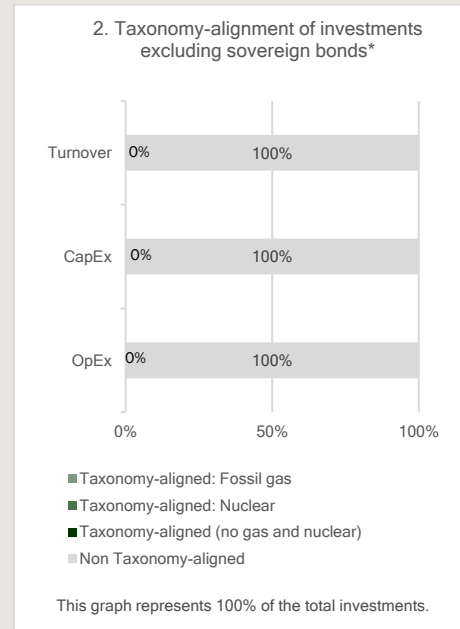 2. Taxonomy-alignment of investments
excluding sovereign bonds*
Turnover 0% 100%
CapEx 0% 100%
OpEx 0% 100%
0% 50% 100%
Taxonomy-aligned: Fossil gas
Taxonomy-aligned: Nuclear
Taxonomy-aligned (no gas and nuclear)
Non Taxonomy-aligned
This graph represents 100% of the total investments.